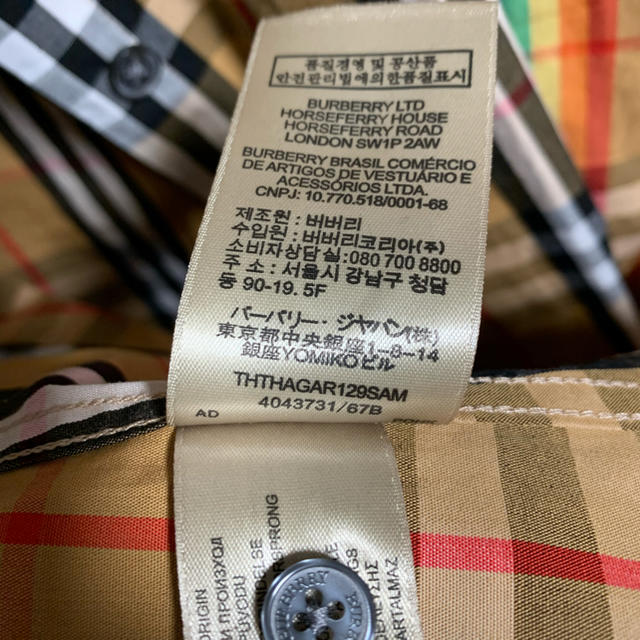 품질경영 및 공산품
안전관리법에의한품질표시
BURBERRY LTD
HORSEFERRY HOUSE
HORSEFERRY ROAD
LONDON SW1P 2AW
BURBERRY BRASIL COMÉRCIO
DE ARTIGOS DE VESTUÁRIO E
ACESSÓRIOS LTDA.
CNPJ: 10.770.518/0001-68
제조원 : 버버리
수입원 : 버버리코리아(주)
소비자상담실:080 700 8800
주 소 : 서울시 강남구 청담
동 90-19. 5F
バーバリー・ジャパン(株)
東京都中央銀座1-8-14
銀座YOMIKOビル
THTHAGAR129SAM
4043731/67B
AD
ORIGIN
BURBERRY